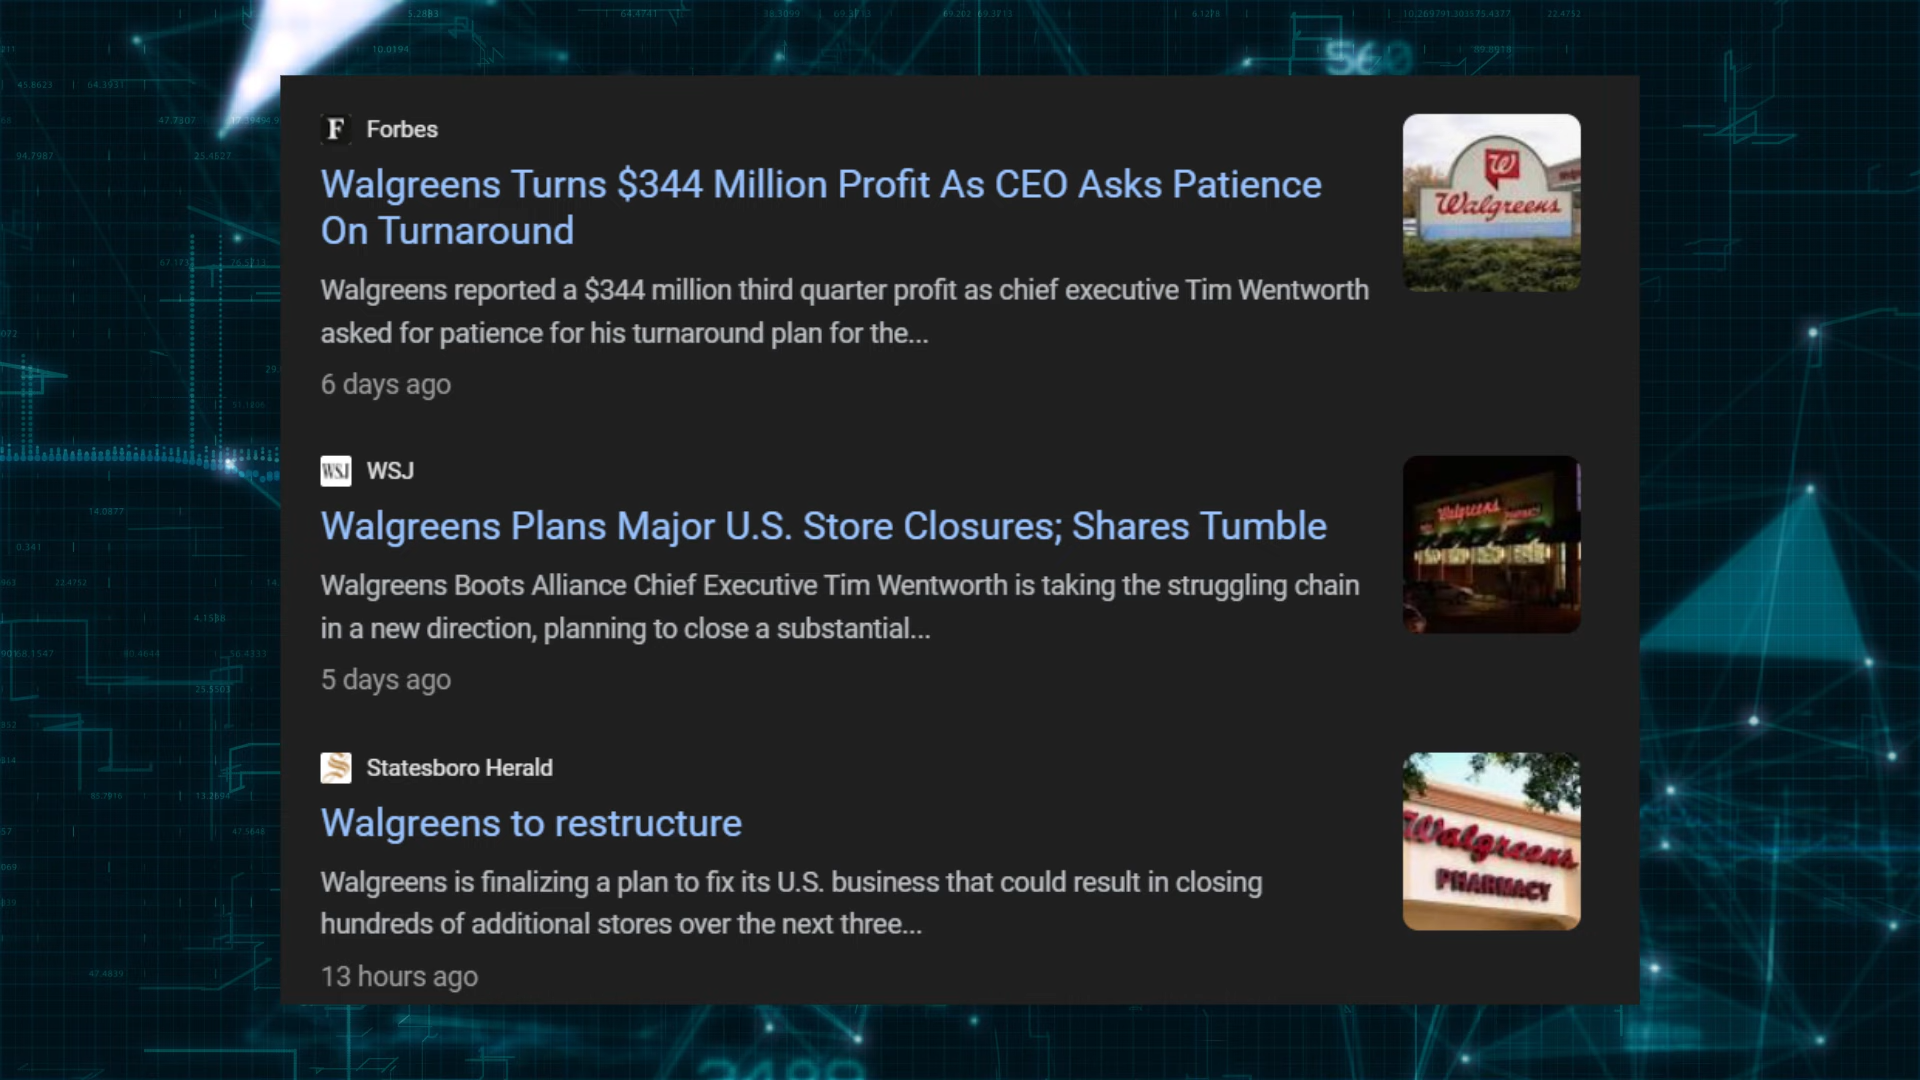 560
F Forbes
Walgreens Turns $344 Million Profit As CEO Asks Patience
On Turnaround
Walgreens reported a $344 million third quarter profit as chief executive Tim Wentworth
asked for patience for his turnaround plan for the...
6 days ago
W
Walgreens
WSJ WSJ
Walgreens Plans Major U.S. Store Closures; Shares Tumble
Walgreens Boots Alliance Chief Executive Tim Wentworth is taking the struggling chain
in a new direction, planning to close a substantial...
5 days ago
Walgreens
S Statesboro Herald
Walgreens to restructure
Walgreens is finalizing a plan to fix its U.S. business that could result in closing
hundreds of additional stores over the next three...
13 hours ago
Walgreens
PHARMACY